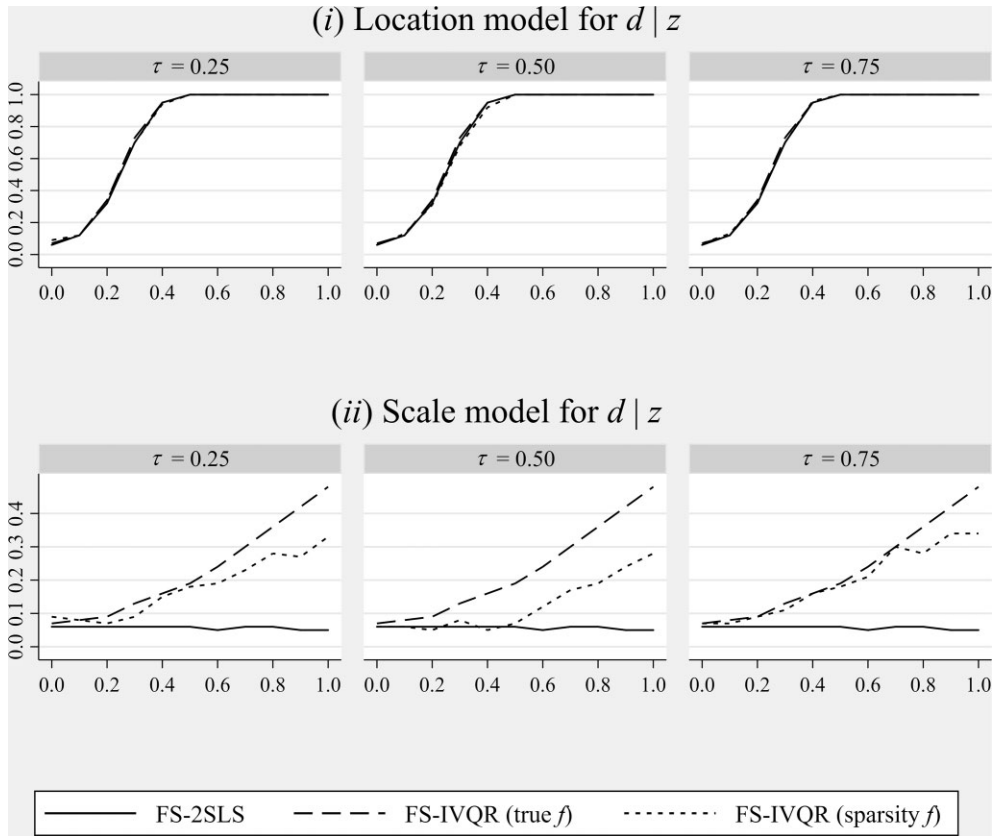 (i) Location model for d | z
τ = 0.25
τ = 0.50
τ = 0.75
1.0
0.8
0.6
0.4
0.2
0.0
0.0 0.2 0.4 0.6 0.8 1.0
0.0 0.2 0.4 0.6 0.8 1.0
0.0 0.2 0.4 0.6 0.8 1.0
(ii) Scale model for d | z
τ = 0.25
τ = 0.50
τ = 0.75
0.4
0.3
0.2
0.1
0.0
0.0 0.2 0.4 0.6 0.8 1.0
0.0 0.2 0.4 0.6 0.8 1.0
0.0 0.2 0.4 0.6 0.8 1.0
FS-2SLS
FS-IVQR (true f)
FS-IVQR (sparsity f)